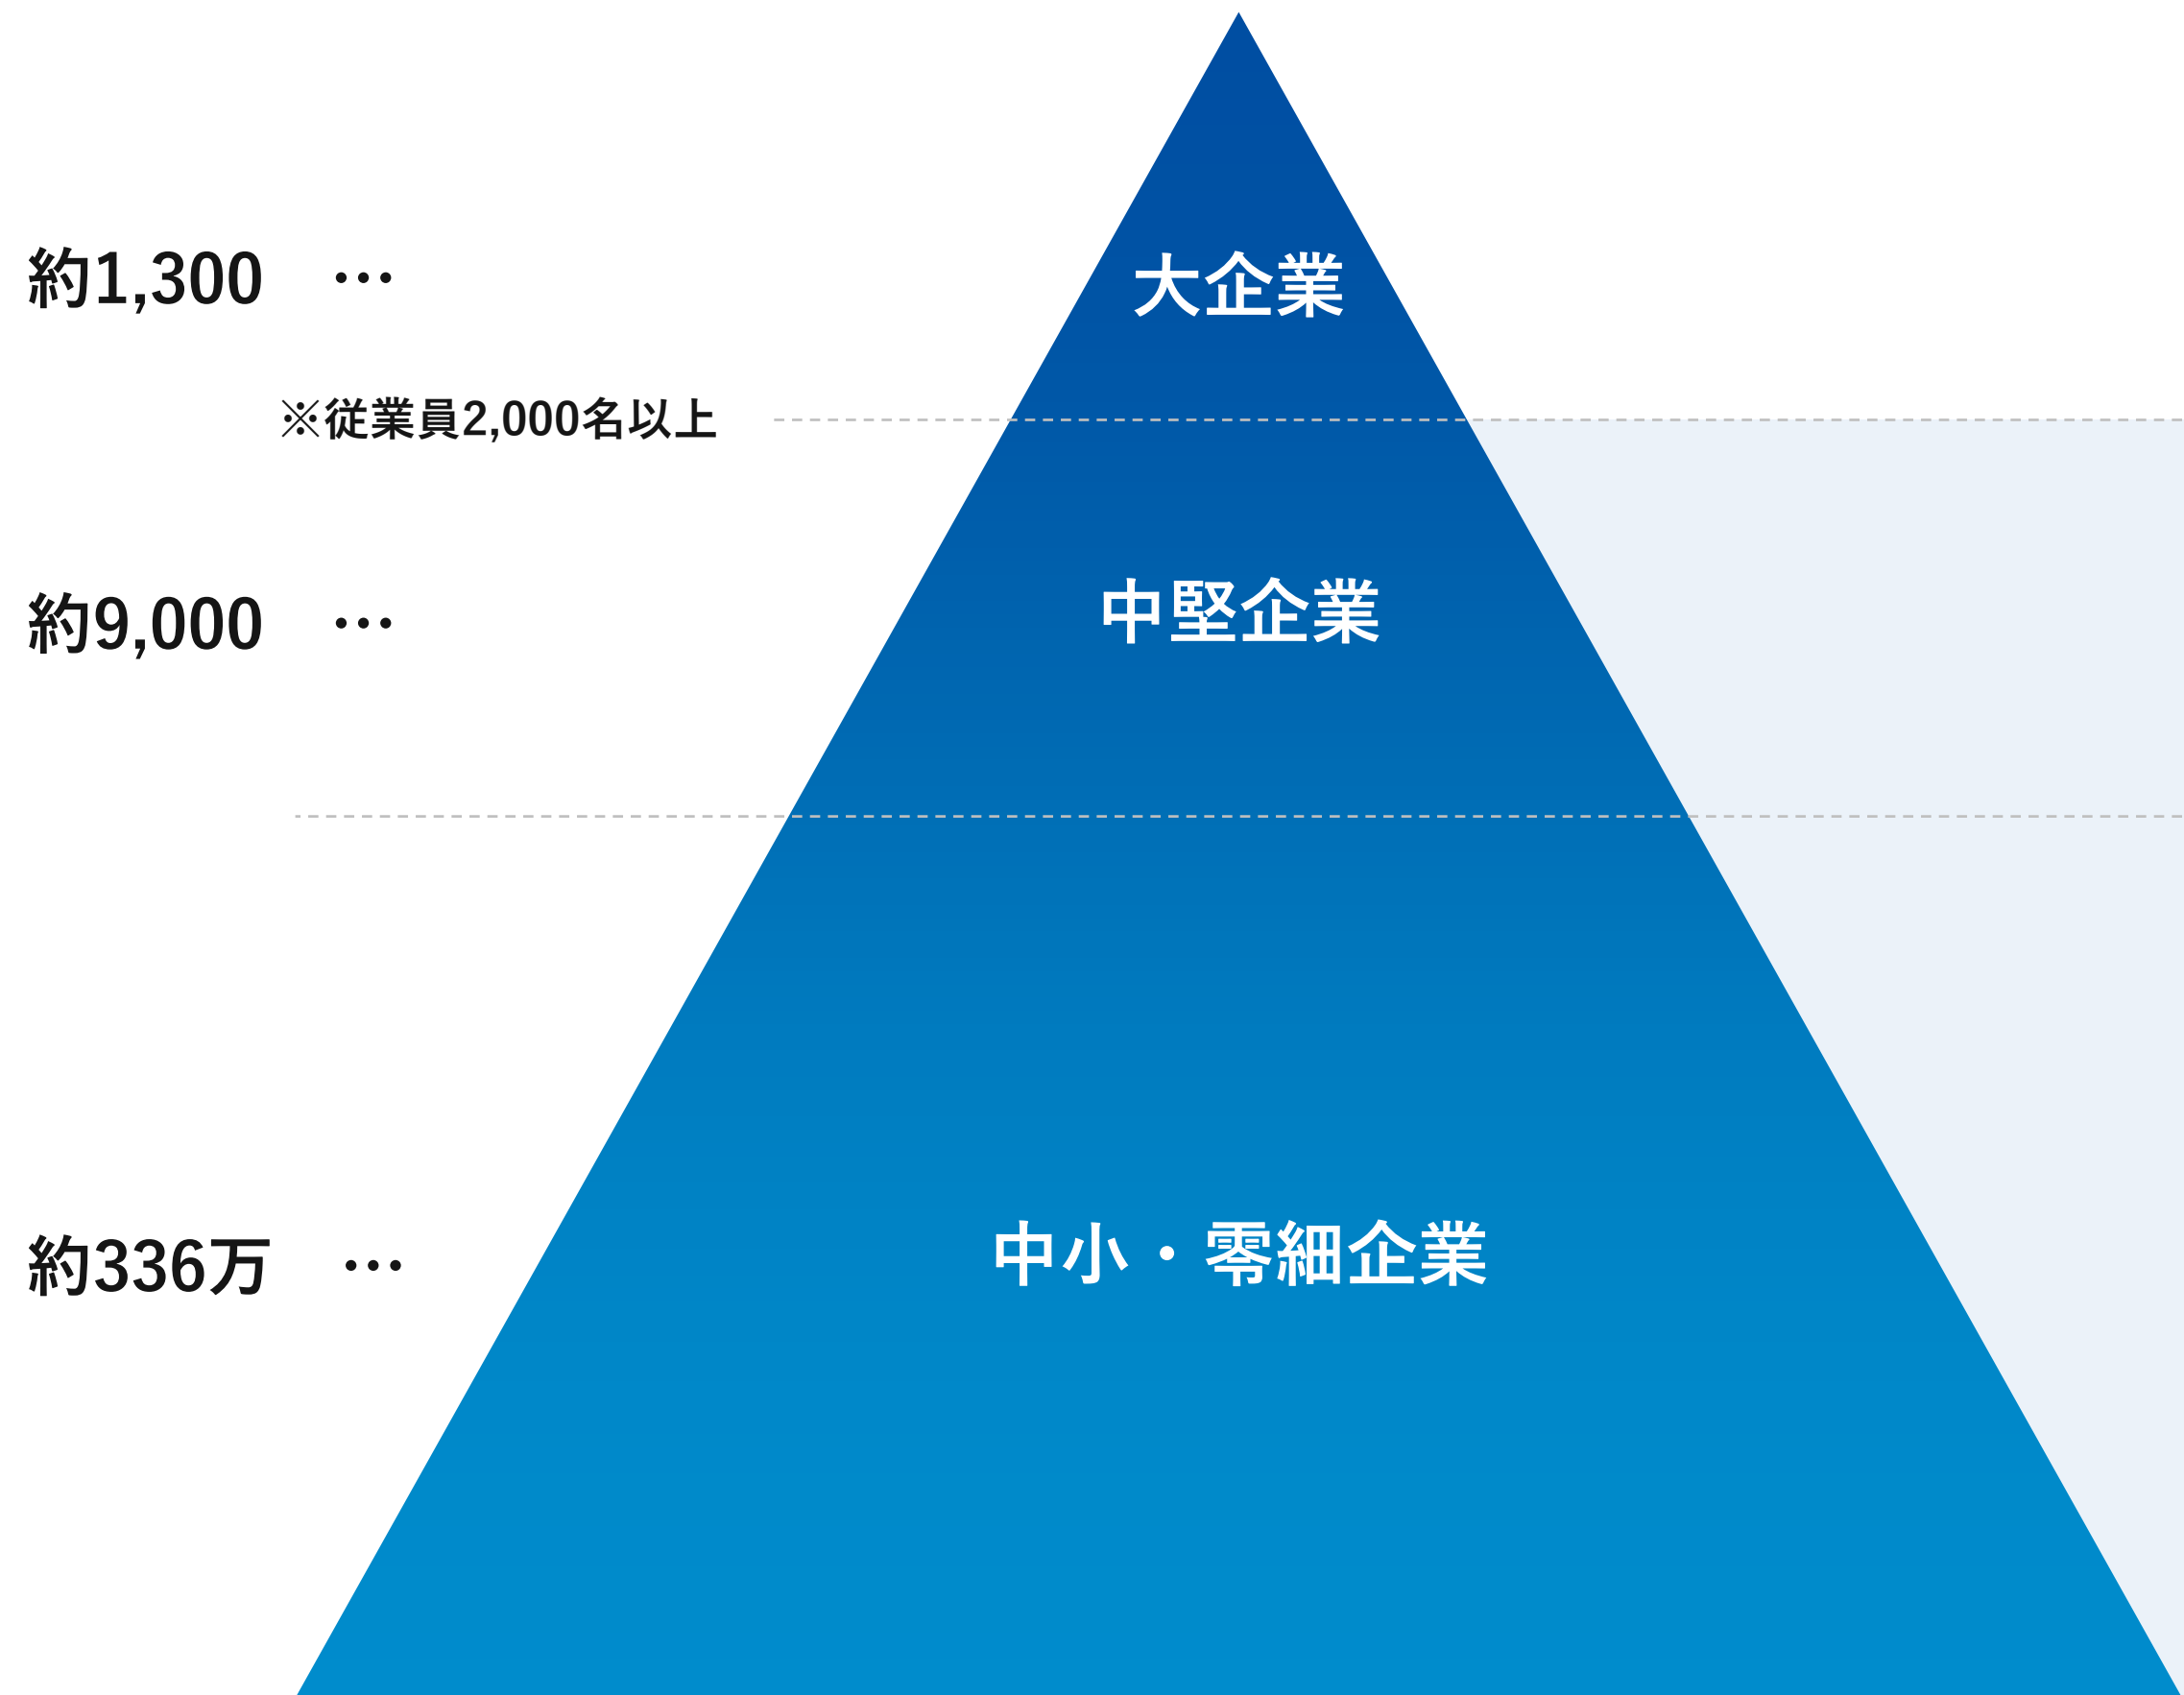 約1,300 ・・・ 大企業
※従業員2,000名以上
約9,000 ・・・ 中堅企業
約336万 ・・・ 中小・零細企業